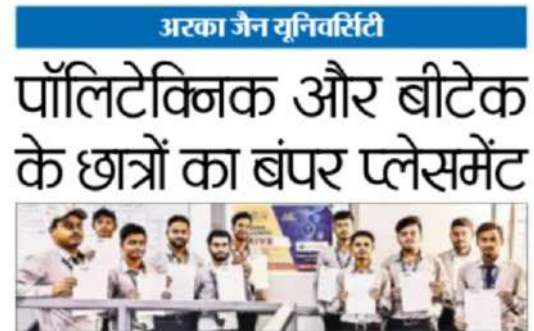 अरका जैन यूनिवर्सिटी
पॉलिटेक्निक और बीटेक
के छात्रों का बंपर प्लेसमेंट